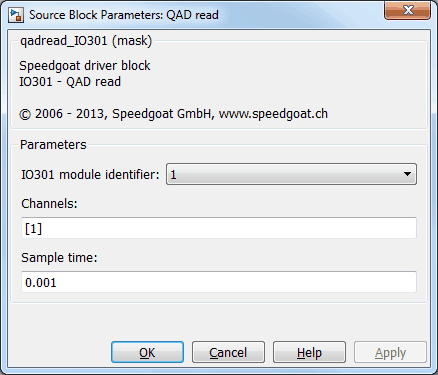 Source Block Parameters: QAD read
qadread_IO301 (mask)
Speedgoat driver block
IO301 - QAD read
© 2006 - 2013, Speedgoat GmbH, www.speedgoat.ch
Parameters
IO301 module identifier: 1
Channels:
[1]
Sample time:
0.001
OK Cancel Help Apply